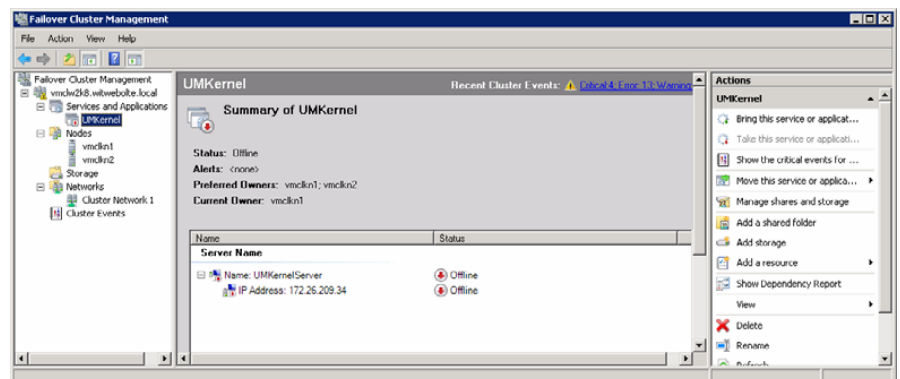 Failover Cluster Management
File Action View Help
Failover Cluster Management
vmclw2k8.witwebolte.local
Services and Applications
UMKernel
Nodes
vmclkn1
vmclkn2
Storage
Networks
Cluster Network 1
Cluster Events
UMKernel
Recent Cluster Events: Critical 4; Error: 13; Warning
Summary of UMKernel
Status: Offline
Alerts: <none>
Preferred Owners: vmclkn1; vmclkn2
Current Owner: vmclkn1
Name Status
Server Name
Name: UMKernelServer Offline
IP Address: 172.26.209.34 Offline
Actions
UMKernel
Bring this service or applicat...
Take this service or applicati...
Show the critical events for ...
Move this service or applica...
Manage shares and storage
Add a shared folder
Add storage
Add a resource
Show Dependency Report
View
Delete
Rename
Refresh